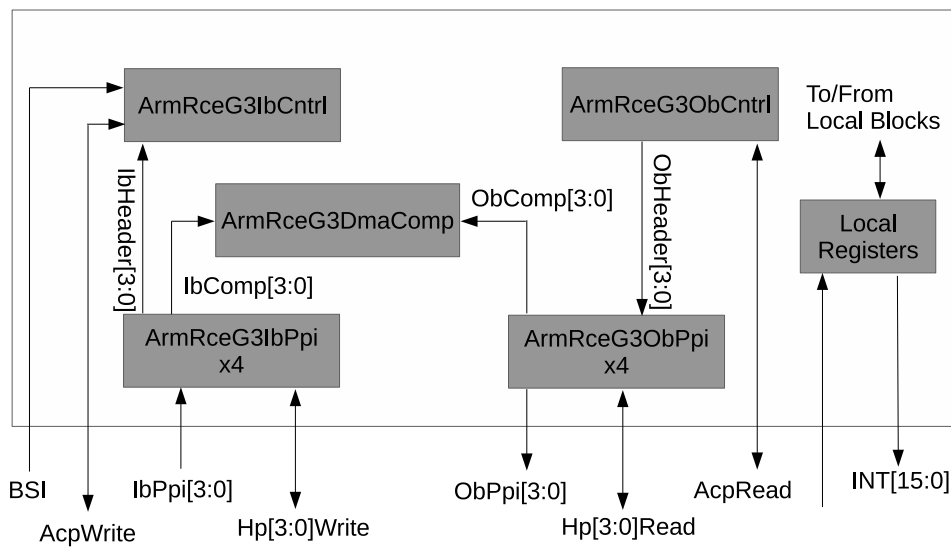 ArmRceG3IbCntrl
ArmRceG3ObCntrl
To/From
Local Blocks
IbHeader[3:0]
ObHeader[3:0]
ObComp[3:0]
ArmRceG3DmaComp
Local
Registers
IbComp[3:0]
ArmRceG3IbPpi
x4
ArmRceG3ObPpi
x4
BSI
IbPpi[3:0]
ObPpi[3:0]
AcpRead
INT[15:0]
AcpWrite
Hp[3:0]Write
Hp[3:0]Read